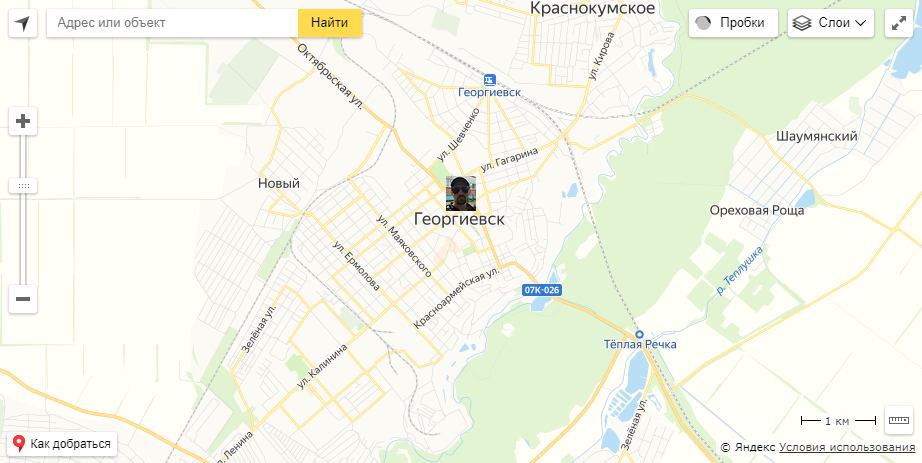 Краснокумское
Адрес или объект
Найти
Пробки
Слои
Октябрьская ул.
ул. Кирова
Георгиевск
ул. Шевченко
ул. Гагарина
Шаумянский
Новый
Георгиевск
Ореховая Роща
ул. Маяковского
ул. Ермолова
р. Теплушка
Красноармейская ул.
07К-026
Зелёная ул.
Тёплая Речка
ул. Калинина
1 км
Зелёная ул.
ул. Ленина
Как добраться
© Яндекс Условия использования